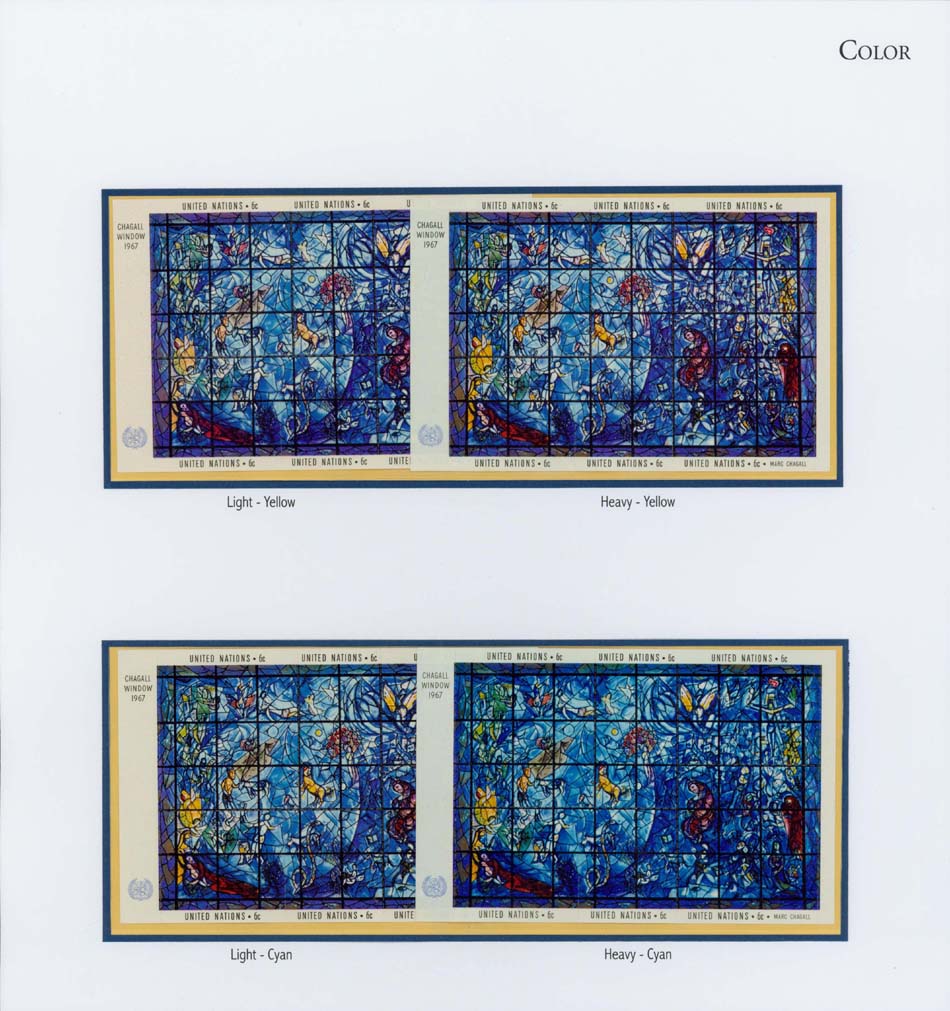 COLOR
UNITED NATIONS • 6c UNITED NATIONS • 6c U
CHAGALL
WINDOW
1967
UNITED NATIONS • 6c UNITED NATIONS • 6c UNITE
UNITED NATIONS • 6c UNITED NATIONS • 6c UNITED NATIONS • 6c
CHAGALL
WINDOW
1967
UNITED NATIONS • 6c UNITED NATIONS • 6c UNITED NATIONS • 6c • MARC CHAGALL
Light - Yellow
Heavy - Yellow
UNITED NATIONS • 6c UNITED NATIONS • 6c U
CHAGALL
WINDOW
1967
UNITED NATIONS • 6c UNITED NATIONS • 6c UNITE
UNITED NATIONS • 6c UNITED NATIONS • 6c UNITED NATIONS • 6c
CHAGALL
WINDOW
1967
UNITED NATIONS • 6c UNITED NATIONS • 6c UNITED NATIONS • 6c • MARC CHAGALL
Light - Cyan
Heavy - Cyan